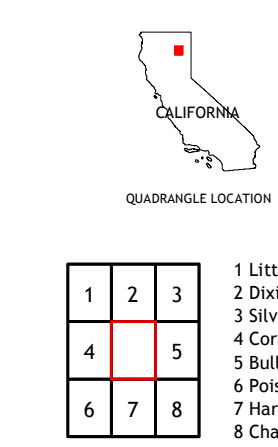 CALIFORNIA
QUADRANGLE LOCATION
1 2 3
4 5
6 7 8
1 Litt
2 Dixi
3 Silv
4 Cor
5 Bull
6 Pois
7 Har
8 Cha